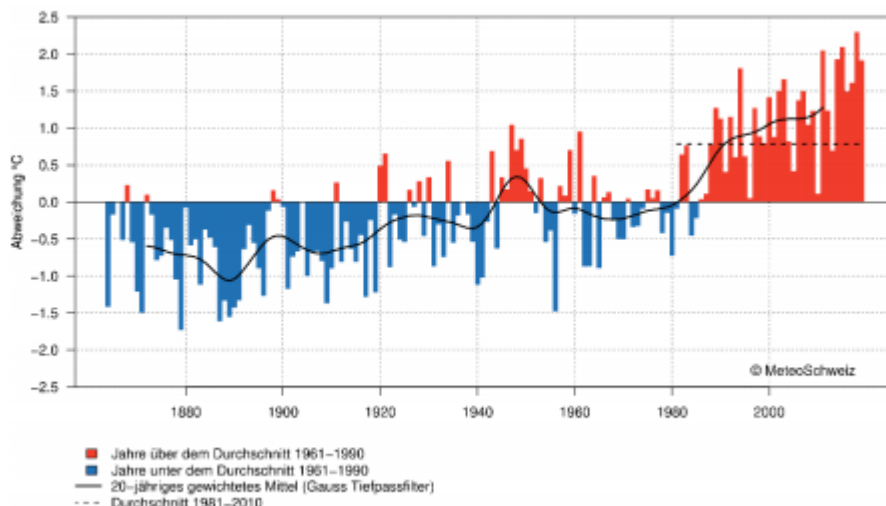 2.5
2.0
1.5
1.0
0.5
0.0
−0.5
−1.0
−1.5
−2.0
−2.5
Abweichung °C
© MeteoSchweiz
1880 1900 1920 1940 1960 1980 2000
Jahre über dem Durchschnitt 1961−1990
Jahre unter dem Durchschnitt 1961−1990
20−jähriges gewichtetes Mittel (Gauss Tiefpassfilter)
Durchschnitt 1981−2010